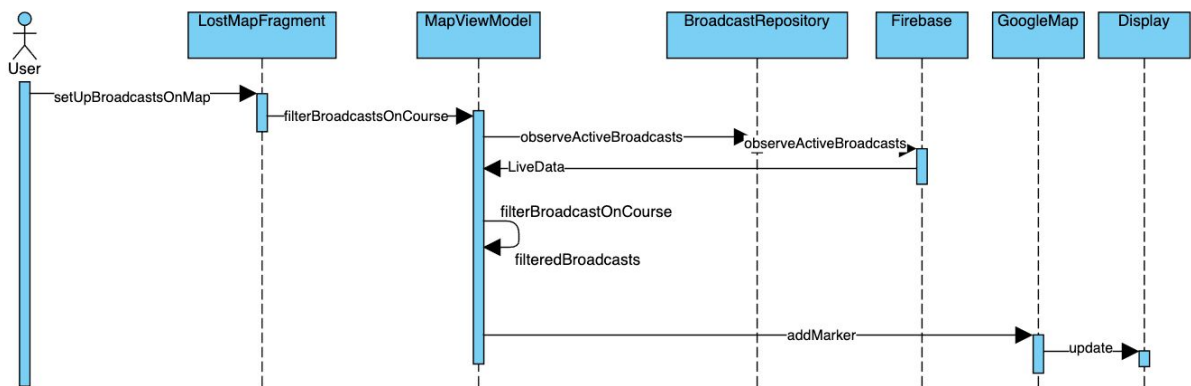 LostMapFragment
MapViewModel
BroadcastRepository
Firebase
GoogleMap
Display
User
setUpBroadcastsOnMap
filterBroadcastsOnCourse
observeActiveBroadcasts
observeActiveBroadcasts
LiveData
filterBroadcastOnCourse
filteredBroadcasts
addMarker
update